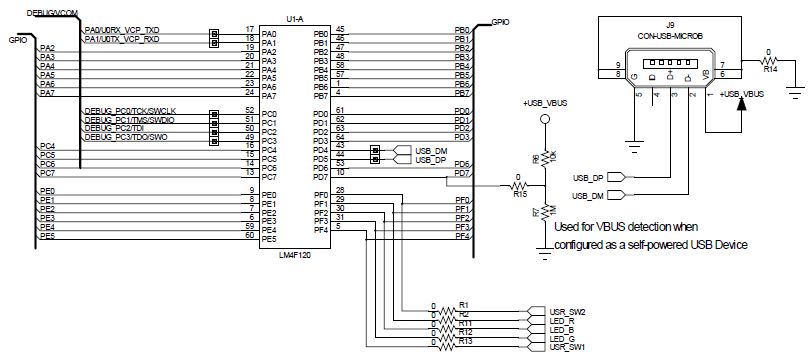 DEBUG/VCOM
GPIO
U1-A
GPIO
PA0/U0RX_VCP_TXD 17 PA0 PB0 45 PB0
PA1/U0TX_VCP_RXD 18 PA1 PB1 46 PB1
PA2 19 PA2 PB2 47 PB2
PA3 20 PA3 PB3 48 PB3
PA4 21 PA4 PB4 58 PB4
PA5 22 PA5 PB5 57 PB5
PA6 23 PA6 PB6 1 PB6
PA7 24 PA7 PB7 4 PB7
DEBUG_PC0/TCK/SWCLK 52 PC0 PD0 61 PD0
DEBUG_PC1/TMS/SWDIO 51 PC1 PD1 62 PD1
DEBUG_PC2/TDI 50 PC2 PD2 63 PD2
DEBUG_PC3/TDO/SWO 49 PC3 PD3 64 PD3
PC4 16 PC4 PD4 43 USB_DM
PC5 15 PC5 PD5 44 USB_DP
PC6 14 PC6 PD6 53 PD6
PC7 13 PC7 PD7 10 PD7
PE0 9 PE0 PF0 28 PF0
PE1 8 PE1 PF1 29 PF1
PE2 7 PE2 PF2 30 PF2
PE3 6 PE3 PF3 31 PF3
PE4 59 PE4 PF4 5 PF4
PE5 60 PE5
LM4F120
0 R1 USR_SW2
0 R2 LED_R
0 R11 LED_B
0 R12 LED_G
0 R13 USR_SW1
+USB_VBUS
R6 10k
0 R15
R7 1M
Used for VBUS detection when
configured as a self-powered USB Device
J9
CON-USB-MICROB
9 7
8 6
G ID D+ D- VB
5 4 3 2 1
0
R14
+USB_VBUS
USB_DP
USB_DM